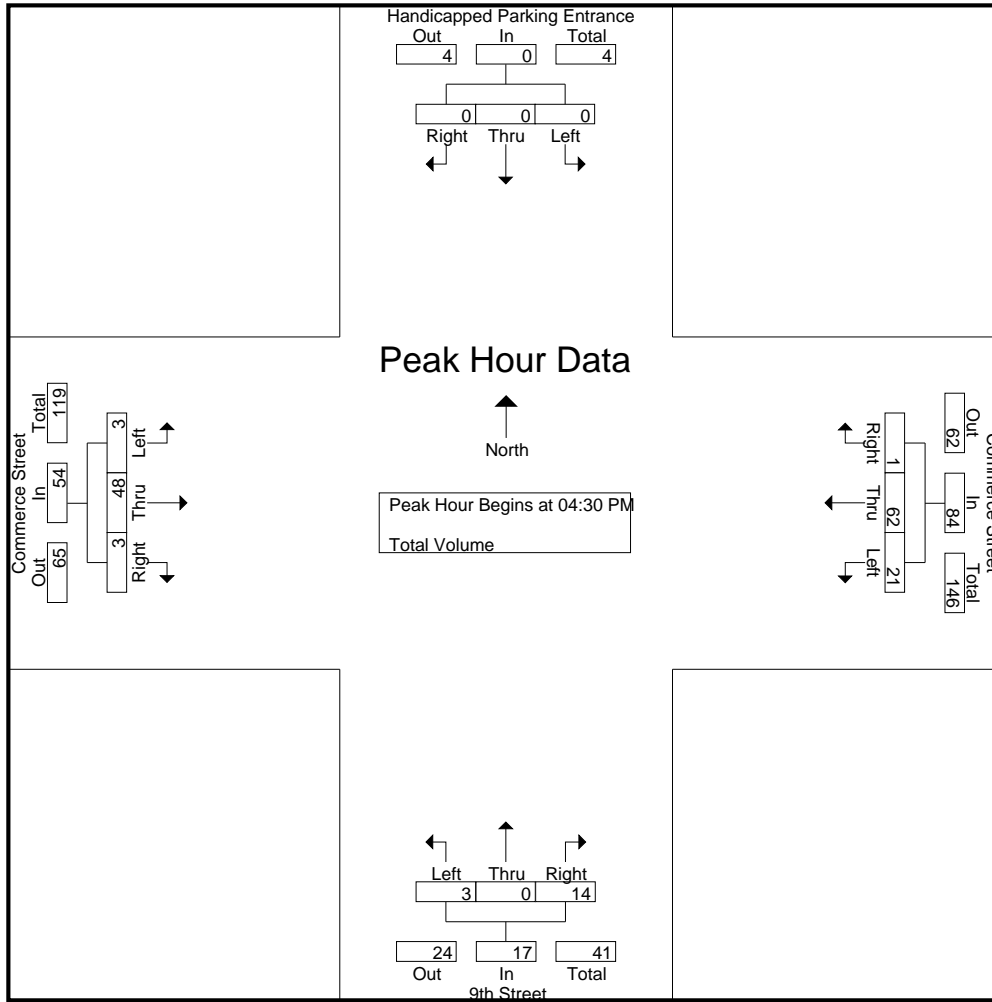 Handicapped Parking Entrance
Out In Total
4 0 4
0 0 0
Right Thru Left
Peak Hour Data
North
Peak Hour Begins at 04:30 PM
Total Volume
Commerce Street
Total In Out
119 54 65
3 48 3
Left Thru Right
Commerce Street
Out In Total
62 84 146
1 62 21
Right Thru Left
Left Thru Right
3 0 14
24 17 41
Out In Total
9th Street